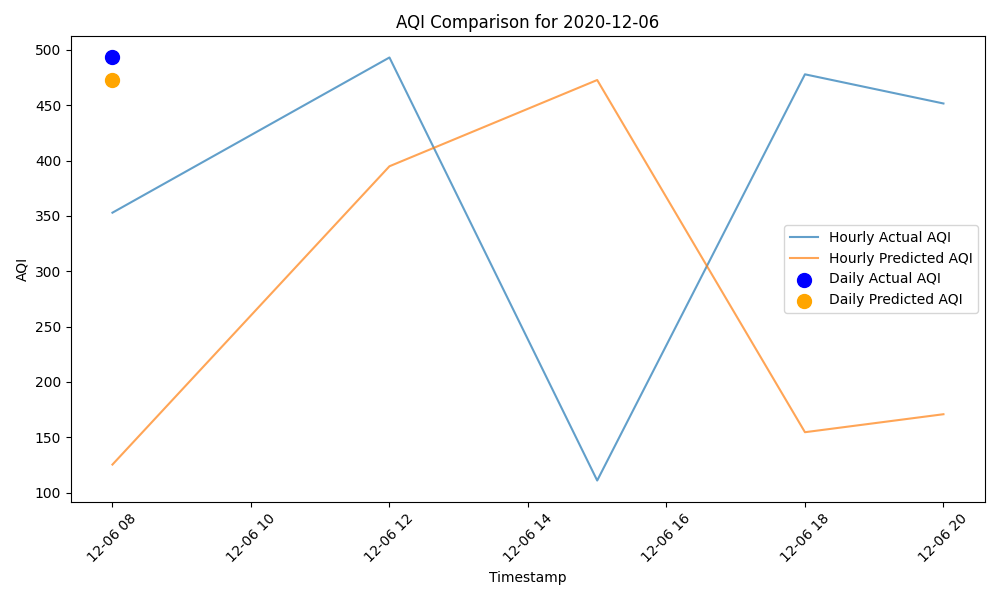 AQI Comparison for 2020-12-06
AQI
500
450
400
350
300
250
200
150
100
Hourly Actual AQI
Hourly Predicted AQI
Daily Actual AQI
Daily Predicted AQI
12-06 08
12-06 10
12-06 12
12-06 14
12-06 16
12-06 18
12-06 20
Timestamp